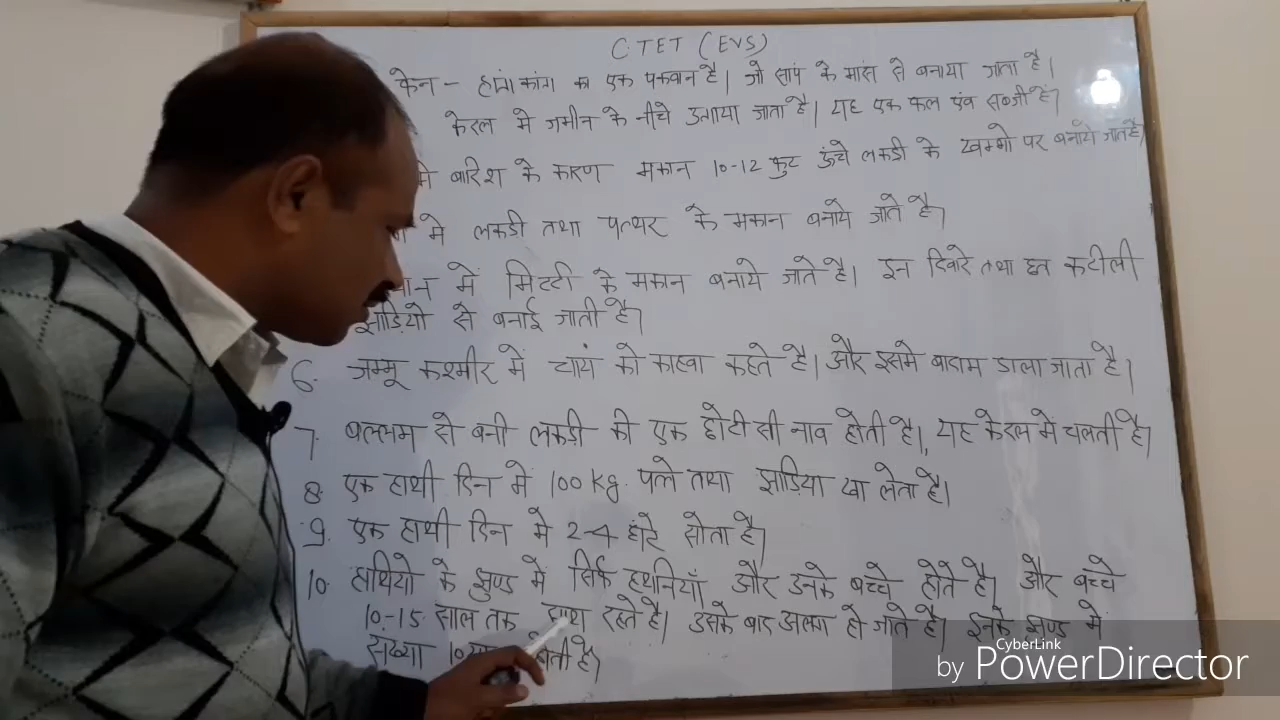 C.TET (EVS)
केन - हांगकांग का एक पकवान है। जो सांप के मांस से बनाया जाता है।
केरल मे जमीन के नीचे उगाया जाता है। यह एक फल एंव सब्जी है।
मे बारिश के कारण मकान 10-12 फुट ऊंचे लकडी के खम्भो पर बनाये जाते है।
मे लकडी तथा पत्थर के मकान बनाये जाते है।
में मिटटी के मकान बनाये जाते है। इन दिवारे तथा छत कटीली
झाडियो से बनाई जाती है।
6. जम्मू कश्मीर में चायं को काहवा कहते है। और इसमे बादाम डाला जाता है।
7. वल्लम से बनी लकडी की एक छोटी सी नाव होती है, यह केरल में चलती है।
8. एक हाथी दिन में 100 kg. पत्ते तथा झाडिया खा लेता है।
9. एक हाथी दिन मे 2-4 घंटे सोता है।
10. हाथियो के झुण्ड में सिर्फ हथनियाँ और उनके बच्चे होते है। और बच्चे
10-15 साल तक साथ रहते है। उसके बाद अलग हो जाते है। इनके झुण्ड मे
संख्या 10 है।
CyberLink
by PowerDirector